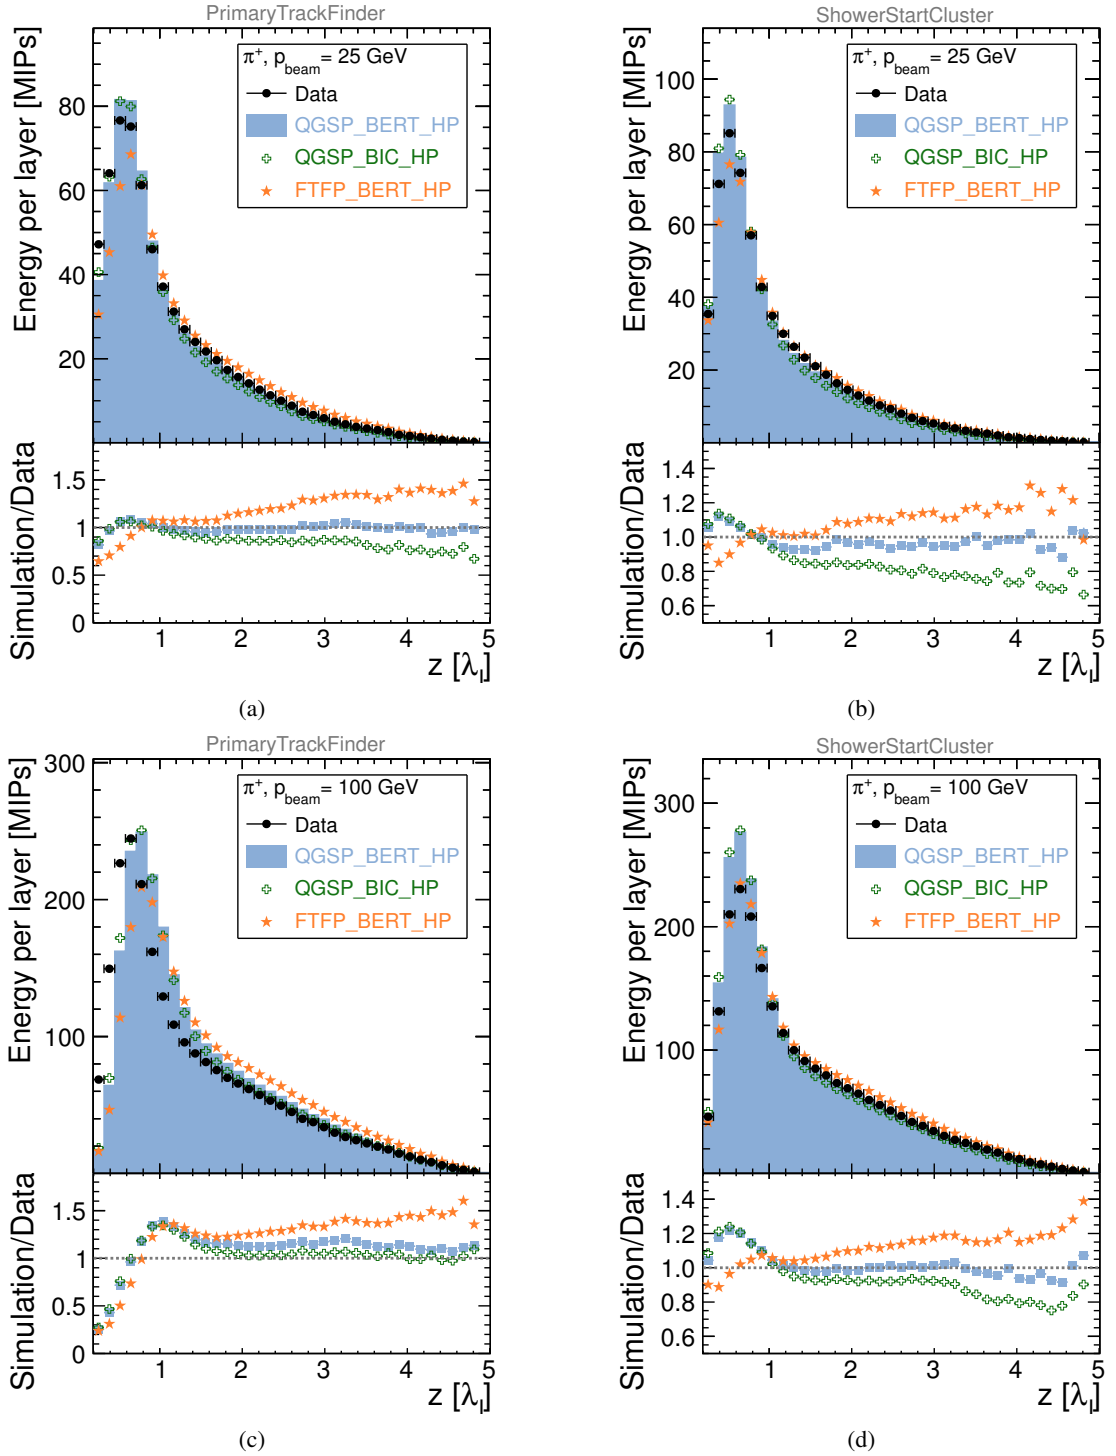 PrimaryTrackFinder
Energy per layer [MIPs]
80
60
40
20
π⁺, p_beam = 25 GeV
Data
QGSP_BERT_HP
QGSP_BIC_HP
FTFP_BERT_HP
Simulation/Data
1.5
1
0.5
0
1 2 3 4 5
z [λ_I]
(a)
ShowerStartCluster
Energy per layer [MIPs]
100
80
60
40
20
π⁺, p_beam = 25 GeV
Data
QGSP_BERT_HP
QGSP_BIC_HP
FTFP_BERT_HP
Simulation/Data
1.4
1.2
1.0
0.8
0.6
1 2 3 4 5
z [λ_I]
(b)
PrimaryTrackFinder
Energy per layer [MIPs]
300
200
100
π⁺, p_beam = 100 GeV
Data
QGSP_BERT_HP
QGSP_BIC_HP
FTFP_BERT_HP
Simulation/Data
1.5
1
0.5
0
1 2 3 4 5
z [λ_I]
(c)
ShowerStartCluster
Energy per layer [MIPs]
300
200
100
π⁺, p_beam = 100 GeV
Data
QGSP_BERT_HP
QGSP_BIC_HP
FTFP_BERT_HP
Simulation/Data
1.4
1.2
1.0
0.8
0.6
1 2 3 4 5
z [λ_I]
(d)